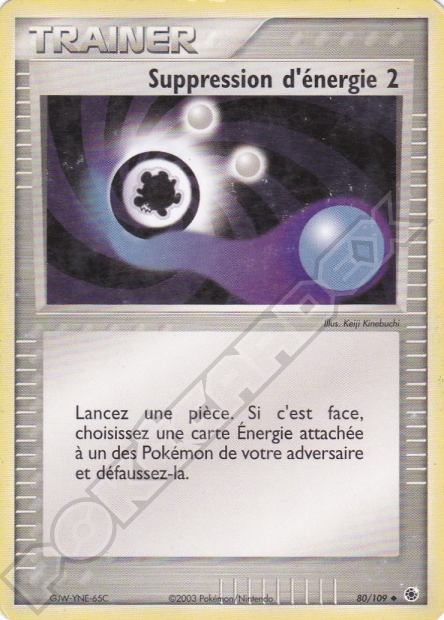 TRAINER
Suppression d'énergie 2
Illus. Keiji Kinebuchi
Lancez une pièce. Si c'est face,
choisissez une carte Énergie attachée
à un des Pokémon de votre adversaire
et défaussez-la.
GJW-YNE-65C
©2003 Pokémon/Nintendo
80/109
POKÉZARDEX